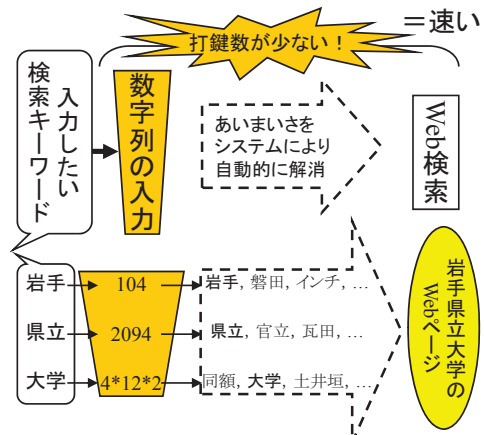 ＝速い
打鍵数が少ない！
入力したい
検索キーワード
数字列の入力
あいまいさを
システムにより
自動的に解消
Web検索
岩手
104
岩手, 磐田, インチ, …
県立
2094
県立, 官立, 瓦田, …
大学
4*12*2
同額, 大学, 土井垣, …
岩手県立大学の
Webページ